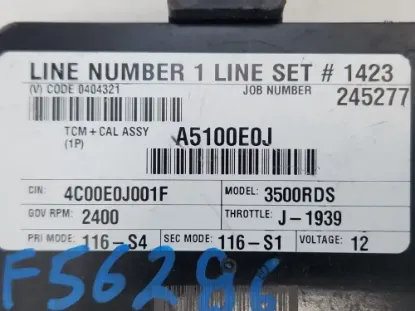 LINE NUMBER 1 LINE SET # 1423
(V) CODE 0404321 JOB NUMBER 245277
TCM + CAL ASSY (1P) A5100E0J
CIN: 4C00E0J001F MODEL: 3500RDS
GOV RPM: 2400 THROTTLE: J-1939
PRI MODE: 116-S4 SEC MODE: 116-S1 VOLTAGE: 12
F56286